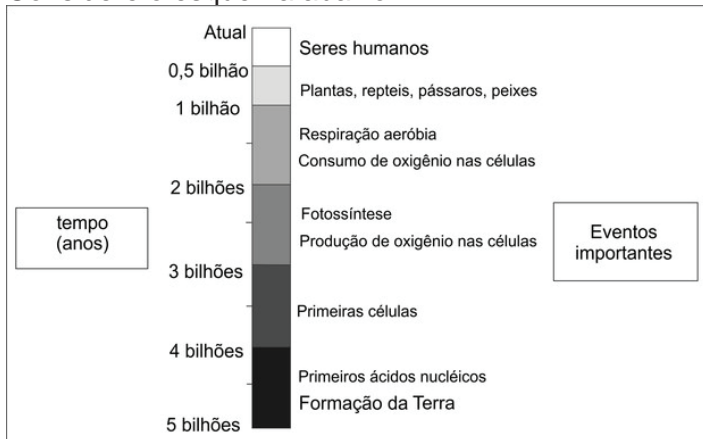 Atual
Seres humanos
0,5 bilhão
Plantas, repteis, pássaros, peixes
1 bilhão
Respiração aeróbia
Consumo de oxigênio nas células
2 bilhões
tempo
(anos)
Fotossíntese
Produção de oxigênio nas células
Eventos
importantes
3 bilhões
Primeiras células
4 bilhões
Primeiros ácidos nucléicos
Formação da Terra
5 bilhões